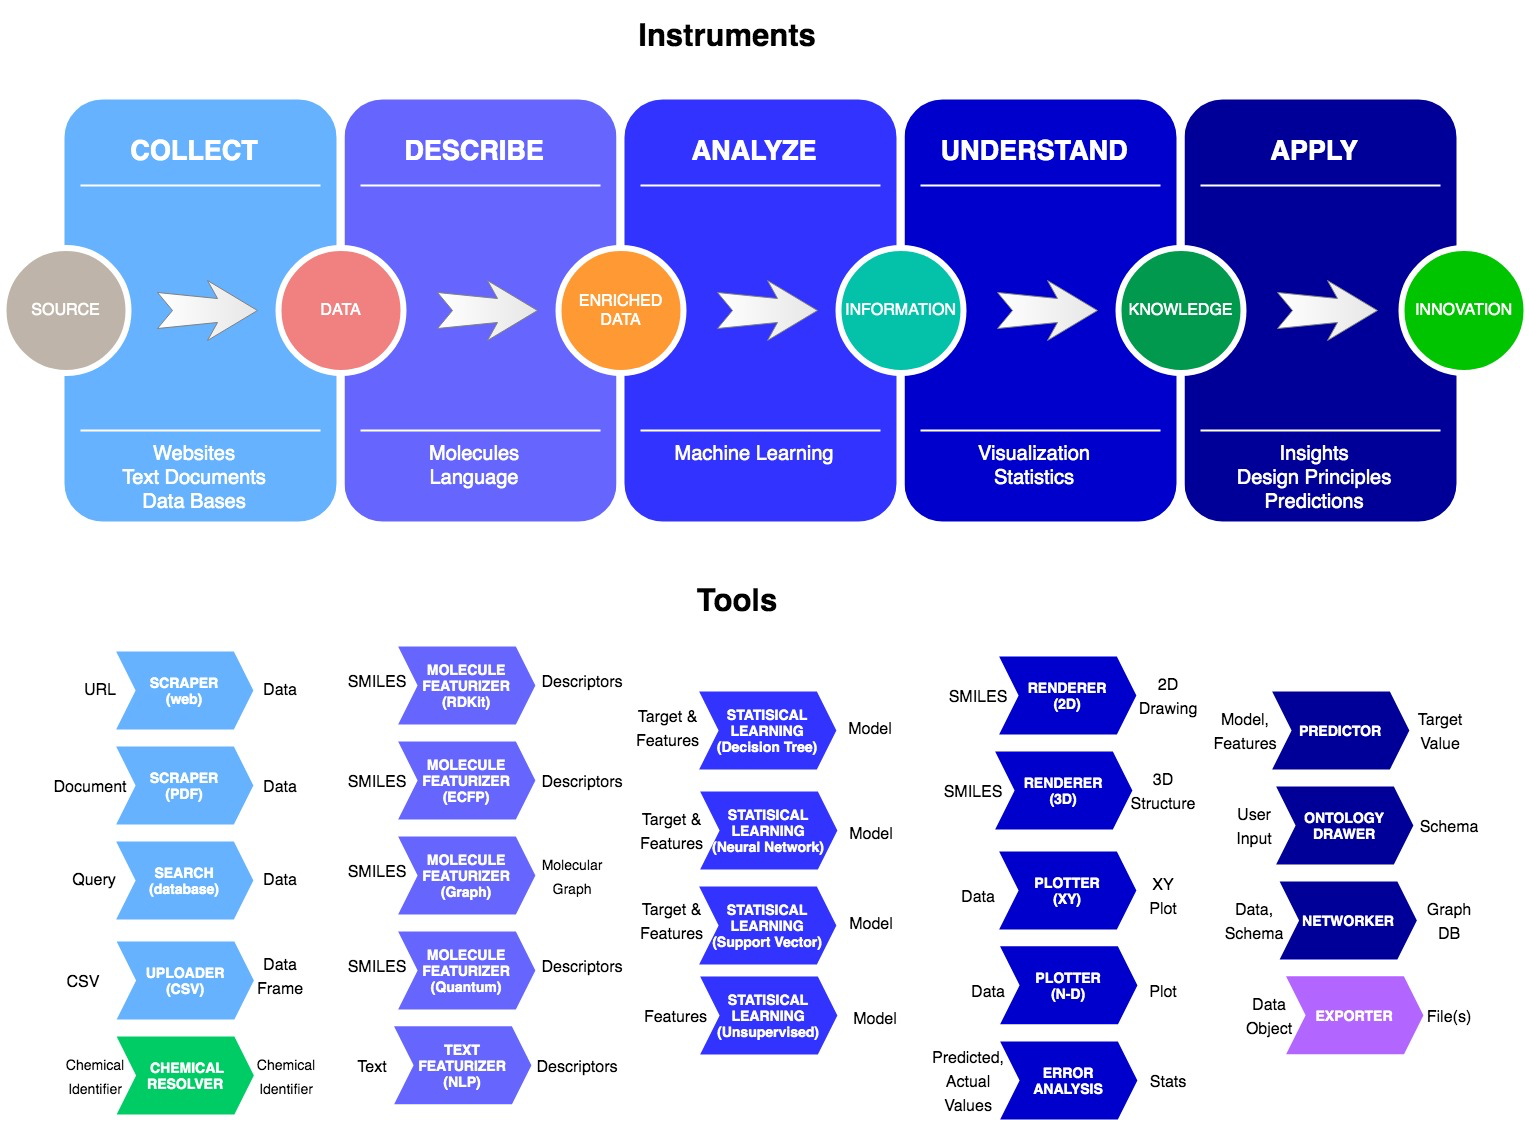 Instruments
COLLECT
DESCRIBE
ANALYZE
UNDERSTAND
APPLY
SOURCE
DATA
ENRICHED
DATA
INFORMATION
KNOWLEDGE
INNOVATION
Websites
Text Documents
Data Bases
Molecules
Language
Machine Learning
Visualization
Statistics
Insights
Design Principles
Predictions
Tools
URL
SCRAPER
(web)
Data
Document
SCRAPER
(PDF)
Data
Query
SEARCH
(database)
Data
CSV
UPLOADER
(CSV)
Data
Frame
Chemical
Identifier
CHEMICAL
RESOLVER
Chemical
Identifier
SMILES
MOLECULE
FEATURIZER
(RDKit)
Descriptors
SMILES
MOLECULE
FEATURIZER
(ECFP)
Descriptors
SMILES
MOLECULE
FEATURIZER
(Graph)
Molecular
Graph
SMILES
MOLECULE
FEATURIZER
(Quantum)
Descriptors
Text
TEXT
FEATURIZER
(NLP)
Descriptors
Target &
Features
STATISICAL
LEARNING
(Decision Tree)
Model
Target &
Features
STATISICAL
LEARNING
(Neural Network)
Model
Target &
Features
STATISICAL
LEARNING
(Support Vector)
Model
Features
STATISICAL
LEARNING
(Unsupervised)
Model
SMILES
RENDERER
(2D)
2D
Drawing
SMILES
RENDERER
(3D)
3D
Structure
Data
PLOTTER
(XY)
XY
Plot
Data
PLOTTER
(N-D)
Plot
Predicted,
Actual
Values
ERROR
ANALYSIS
Stats
Model,
Features
PREDICTOR
Target
Value
User
Input
ONTOLOGY
DRAWER
Schema
Data,
Schema
NETWORKER
Graph
DB
Data
Object
EXPORTER
File(s)